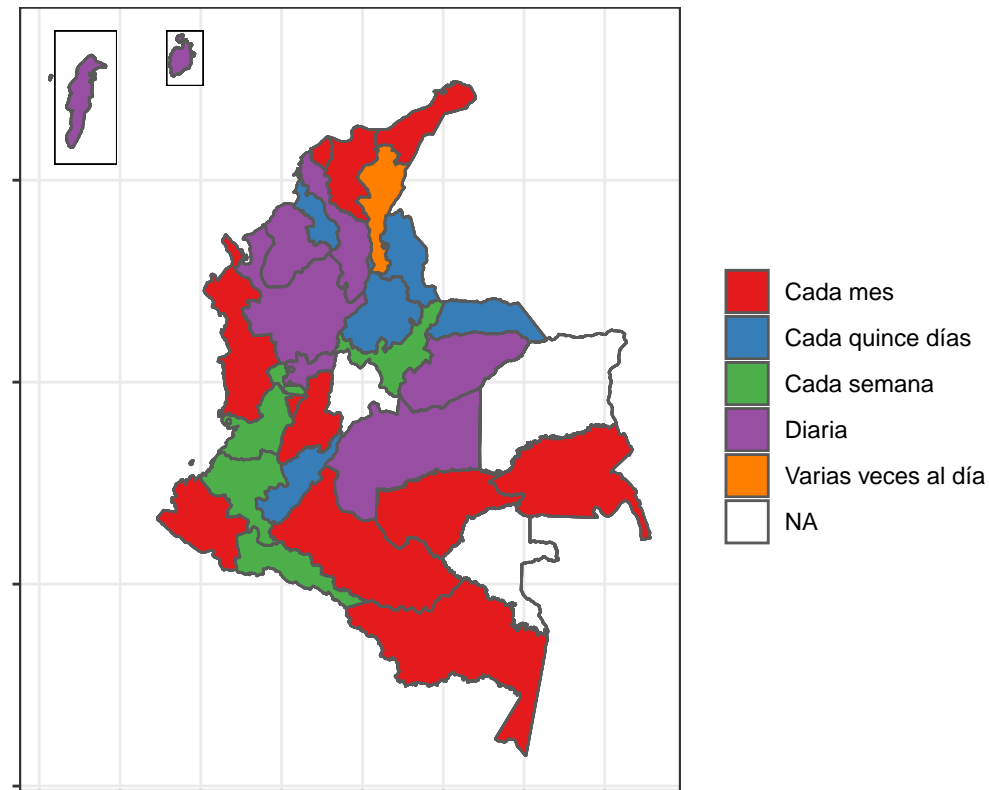 Cada mes
Cada quince días
Cada semana
Diaria
Varias veces al día
NA